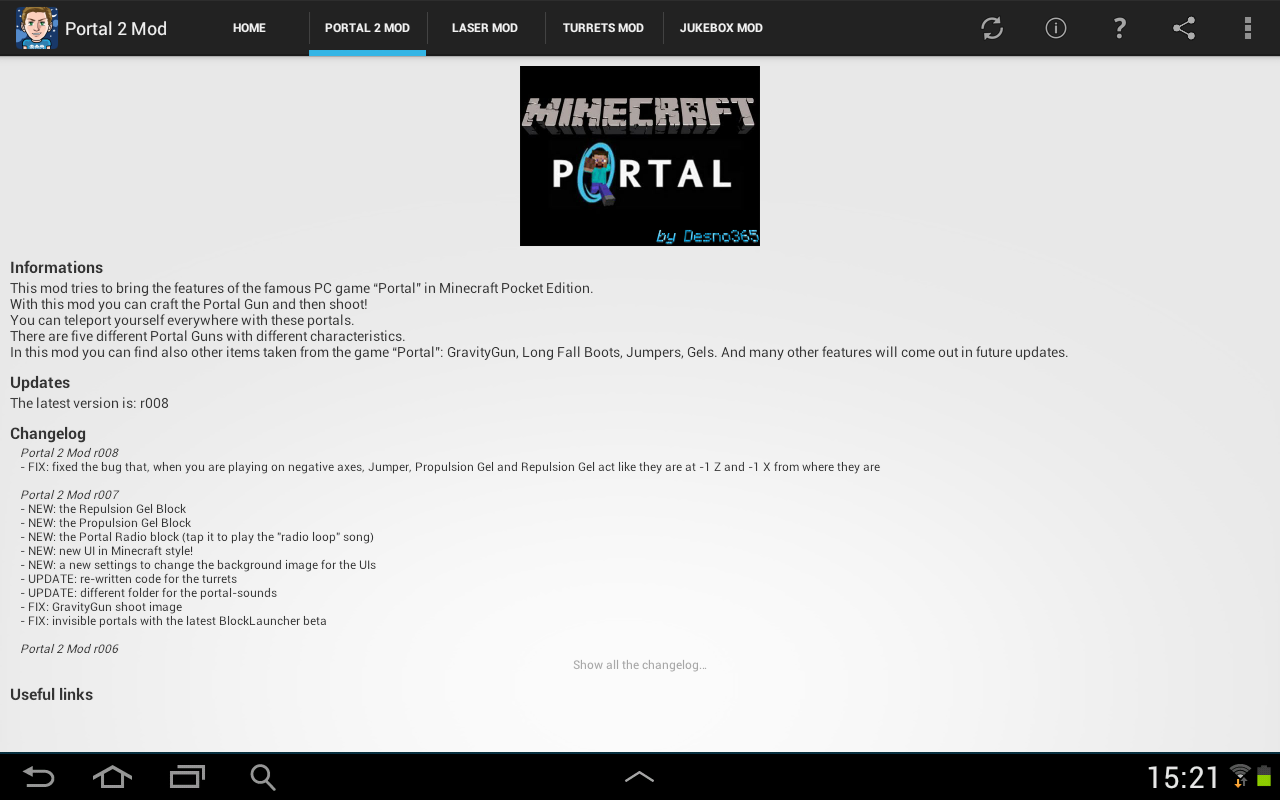 Portal 2 Mod
HOME
PORTAL 2 MOD
LASER MOD
TURRETS MOD
JUKEBOX MOD
MINECRAFT
PORTAL
by Desno365
Informations
This mod tries to bring the features of the famous PC game “Portal” in Minecraft Pocket Edition.
With this mod you can craft the Portal Gun and then shoot!
You can teleport yourself everywhere with these portals.
There are five different Portal Guns with different characteristics.
In this mod you can find also other items taken from the game “Portal”: GravityGun, Long Fall Boots, Jumpers, Gels. And many other features will come out in future updates.
Updates
The latest version is: r008
Changelog
Portal 2 Mod r008
- FIX: fixed the bug that, when you are playing on negative axes, Jumper, Propulsion Gel and Repulsion Gel act like they are at -1 Z and -1 X from where they are
Portal 2 Mod r007
- NEW: the Repulsion Gel Block
- NEW: the Propulsion Gel Block
- NEW: the Portal Radio block (tap it to play the "radio loop" song)
- NEW: new UI in Minecraft style!
- NEW: a new settings to change the background image for the UIs
- UPDATE: re-written code for the turrets
- UPDATE: different folder for the portal-sounds
- FIX: GravityGun shoot image
- FIX: invisible portals with the latest BlockLauncher beta
Portal 2 Mod r006
Show all the changelog…
Useful links
15:21